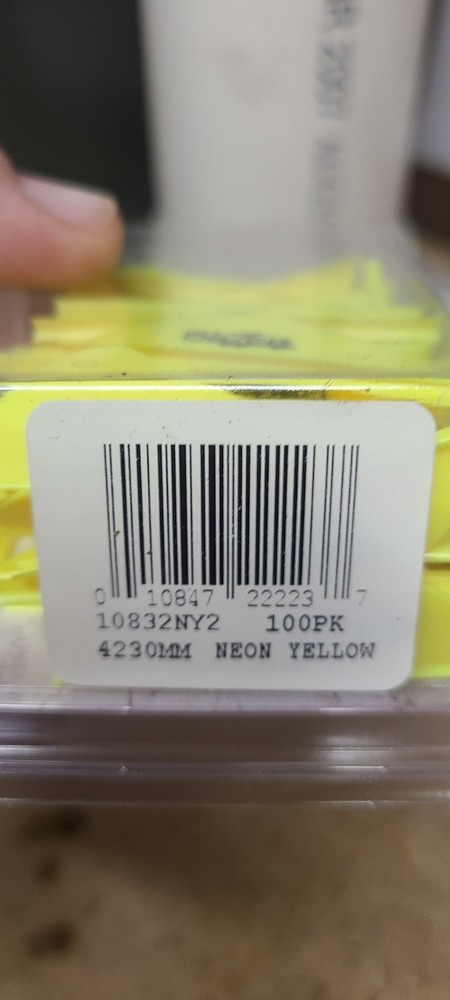 0 10847 22223 7
10832NY2 100PK
4230MM NEON YELLOW